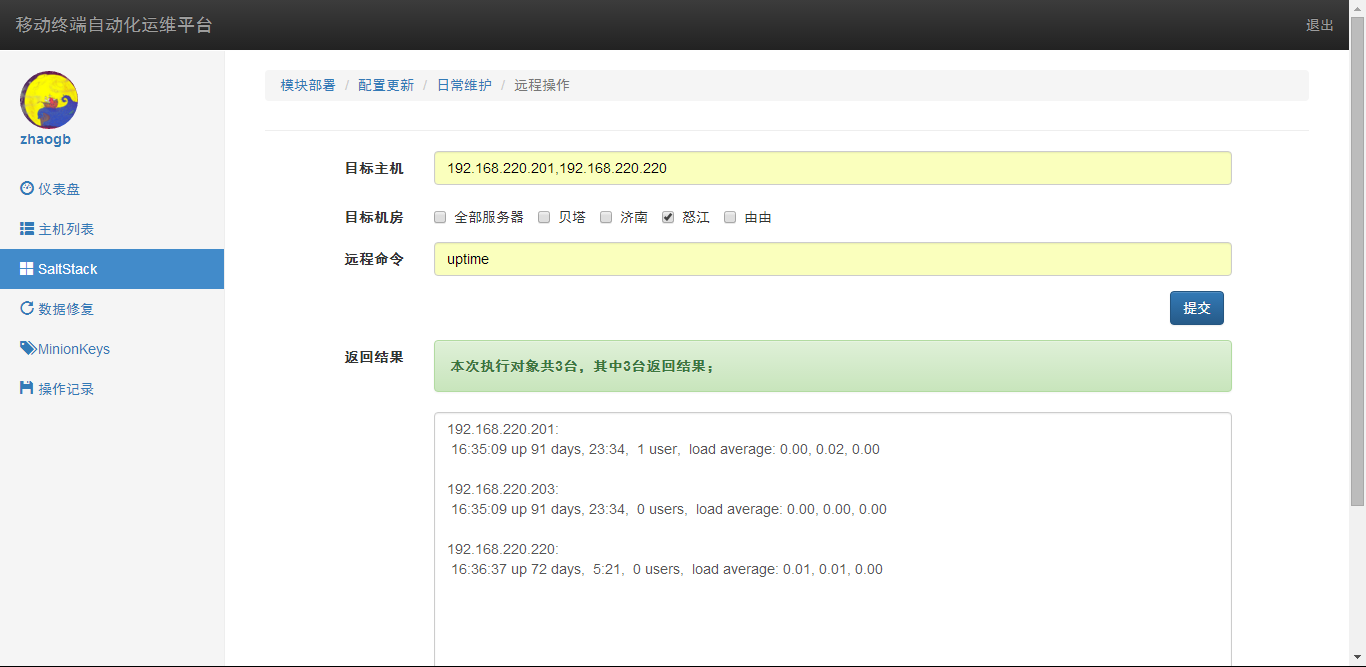 移动终端自动化运维平台
退出
zhaogb
仪表盘
主机列表
SaltStack
数据修复
MinionKeys
操作记录
模块部署 / 配置更新 / 日常维护 / 远程操作
目标主机 192.168.220.201,192.168.220.220
目标机房 全部服务器 贝塔 济南 怒江 由由
远程命令 uptime
提交
返回结果 本次执行对象共3台，其中3台返回结果；
192.168.220.201:
16:35:09 up 91 days, 23:34,  1 user,  load average: 0.00, 0.02, 0.00
192.168.220.203:
16:35:09 up 91 days, 23:34,  0 users,  load average: 0.00, 0.00, 0.00
192.168.220.220:
16:36:37 up 72 days,  5:21,  0 users,  load average: 0.01, 0.01, 0.00